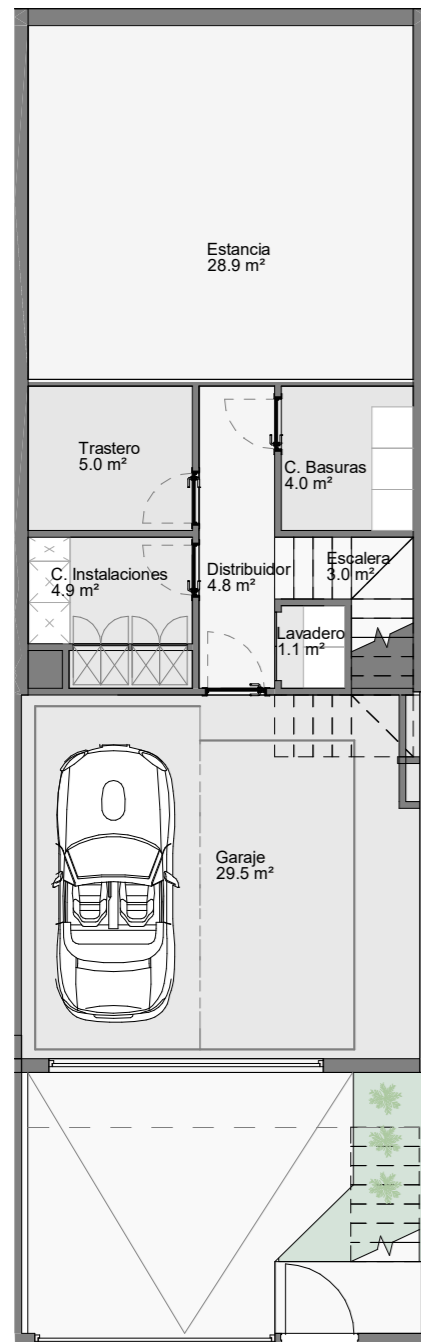 Estancia
28.9 m²
Trastero
5.0 m²
C. Basuras
4.0 m²
C. Instalaciones
4.9 m²
Distribuidor
4.8 m²
Escalera
3.0 m²
Lavadero
1.1 m²
Garaje
29.5 m²